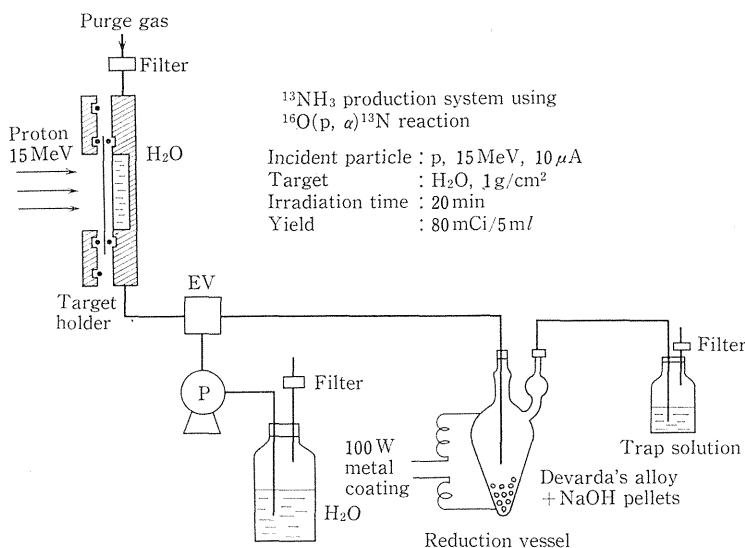 Purge gas
Filter
Proton
15 MeV
H₂O
¹³NH₃ production system using
¹⁶O(p, α)¹³N reaction
Incident particle : p, 15 MeV, 10 μA
Target : H₂O, 1 g/cm²
Irradiation time : 20 min
Yield : 80 mCi/5 ml
Target
holder
EV
P
Filter
H₂O
100 W
metal
coating
Devarda's alloy
+ NaOH pellets
Reduction vessel
Filter
Trap solution